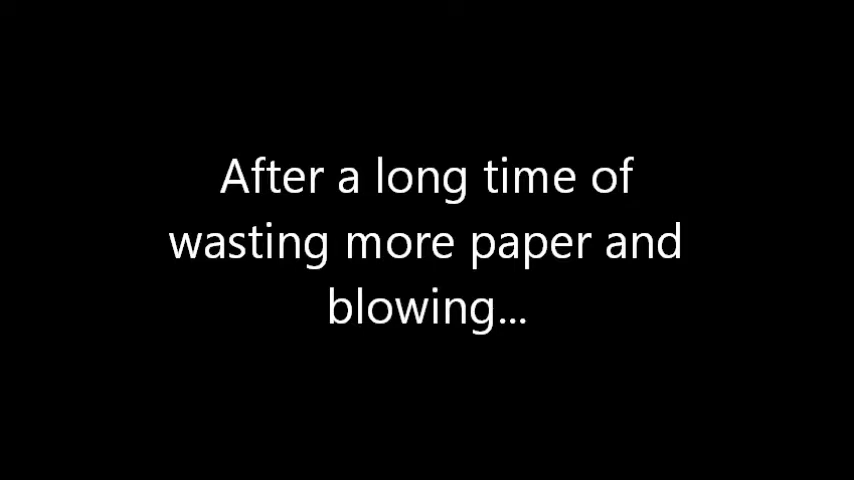 After a long time of
wasting more paper and
blowing...